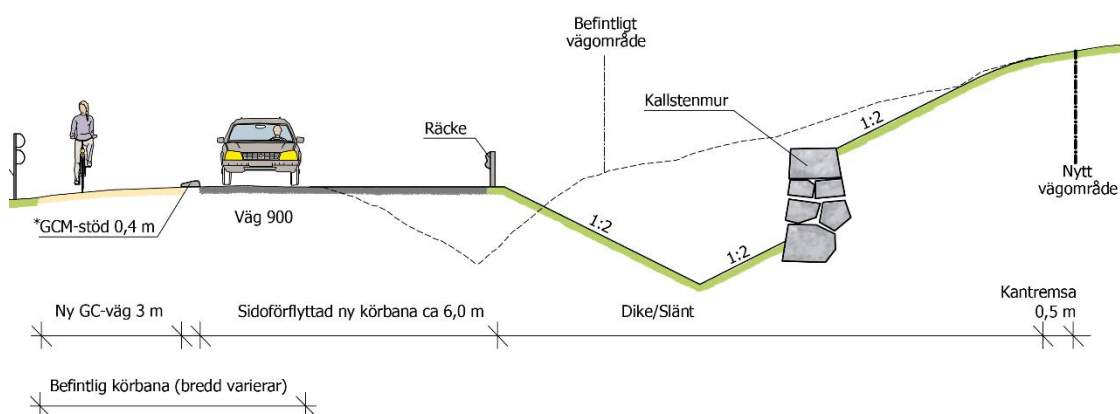 Befintligt
vägområde
Kallstenmur
Räcke
1:2
Nytt
vägområde
*GCM-stöd 0,4 m
Väg 900
1:2
1:2
Ny GC-väg 3 m
Sidoförflyttad ny körbana ca 6,0 m
Dike/Slänt
Kantremsa
0,5 m
Befintlig körbana (bredd varierar)